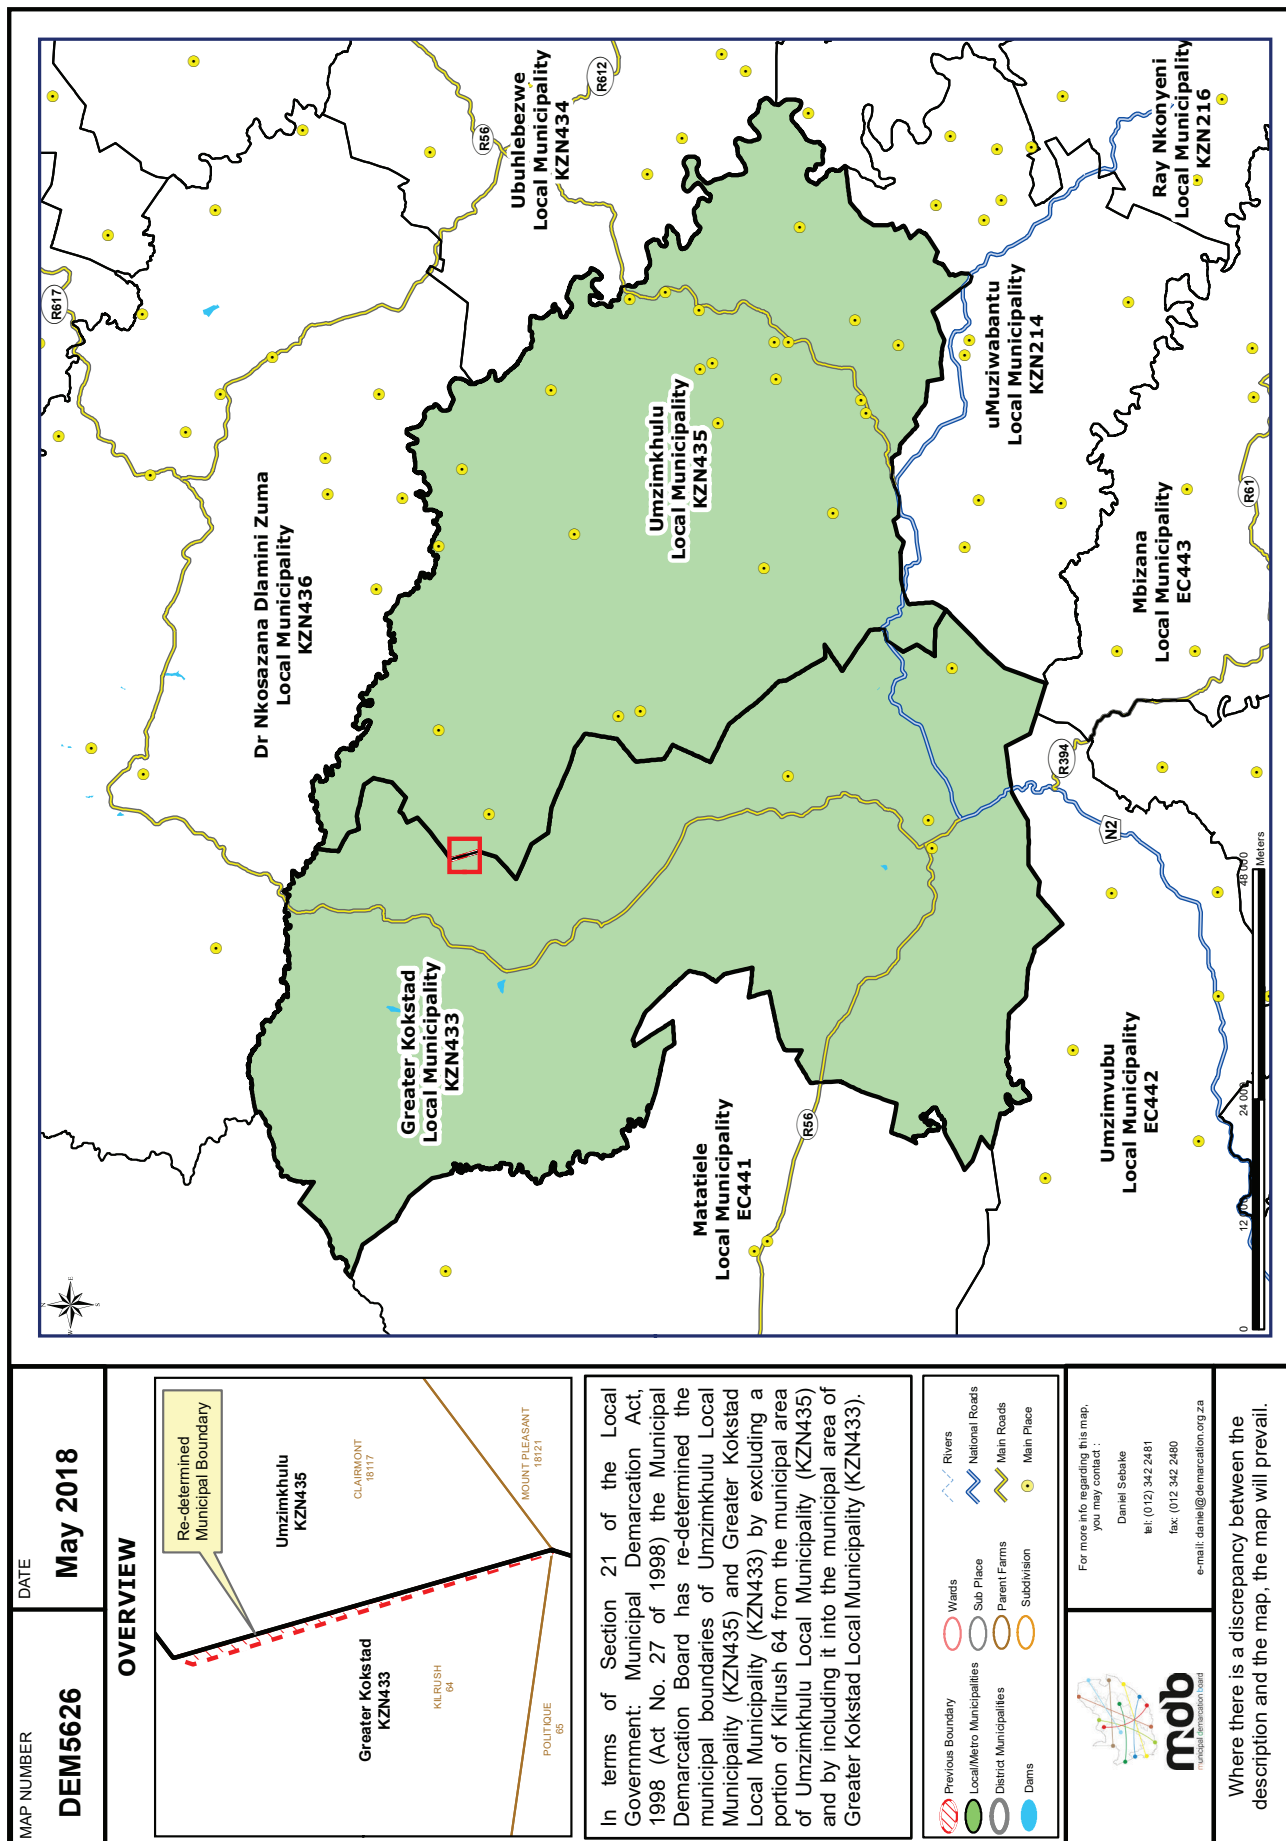 MAP NUMBER
DEM5626
DATE
May 2018
OVERVIEW
Re-determined
Municipal Boundary
Umzimkhulu
KZN435
CLAIRMONT
18117
MOUNT PLEASANT
18121
Greater Kokstad
KZN433
KILRUSH
64
POLITIQUE
65
In terms of Section 21 of the Local
Government: Municipal Demarcation Act,
1998 (Act No. 27 of 1998) the Municipal
Demarcation Board has re-determined the
municipal boundaries of Umzimkhulu Local
Municipality (KZN435) and Greater Kokstad
Local Municipality (KZN433) by excluding a
portion of Kilrush 64 from the municipal area
of Umzimkhulu Local Municipality (KZN435)
and by including it into the municipal area of
Greater Kokstad Local Municipality (KZN433).
Previous Boundary
Local/Metro Municipalities
District Municipalities
Dams
Wards
Sub Place
Parent Farms
Subdivision
Rivers
National Roads
Main Roads
Main Place
mdb
municipal demarcation board
For more info regarding this map,
you may contact :
Daniel Sebake
tel: (012) 342 2481
fax: (012 342 2480
e-mail: daniel@demarcation.org.za
Where there is a discrepancy between the
description and the map, the map will prevail.
N
E
S
W
R617
R56
R612
Ubuhlebezwe
Local Municipality
KZN434
Dr Nkosazana Dlamini Zuma
Local Municipality
KZN436
Umzimkhulu
Local Municipality
KZN435
Ray Nkonyeni
Local Municipality
KZN216
uMuziwabantu
Local Municipality
KZN214
Greater Kokstad
Local Municipality
KZN433
Mbizana
Local Municipality
EC443
R61
R394
N2
Matatiele
Local Municipality
EC441
R56
Umzimvubu
Local Municipality
EC442
0
12 000
24 000
48 000
Meters